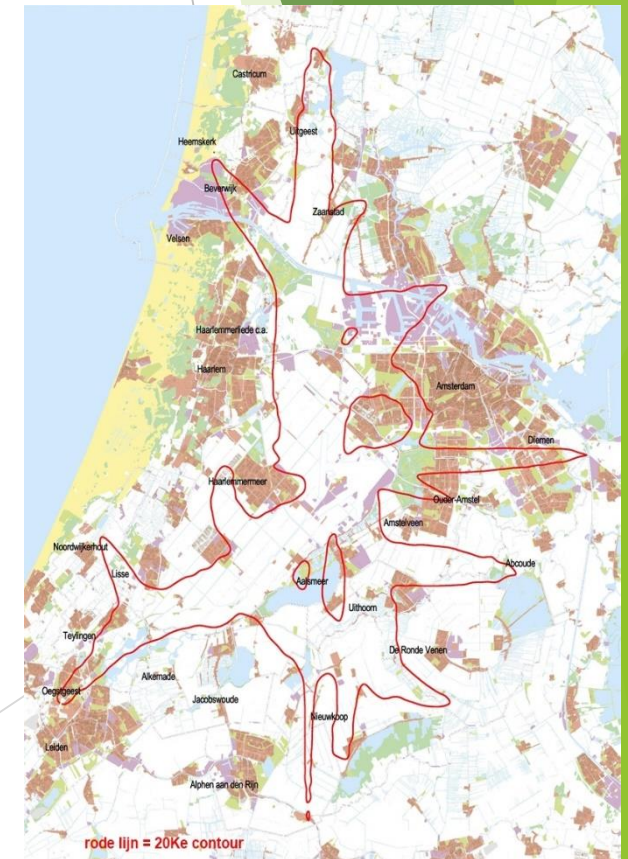 Castricum
Uitgeest
Heemskerk
Beverwijk
Zaanstad
Velsen
Haarlemmerliede c.a.
Haarlem
Amsterdam
Diemen
Haarlemmermeer
Ouder-Amstel
Amstelveen
Noordwijkerhout
Lisse
Abcoude
Aalsmeer
Uithoorn
Teylingen
De Ronde Venen
Alkemade
Oegstgeest
Jacobswoude
Nieuwkoop
Leiden
Alphen aan den Rijn
rode lijn = 20Ke contour